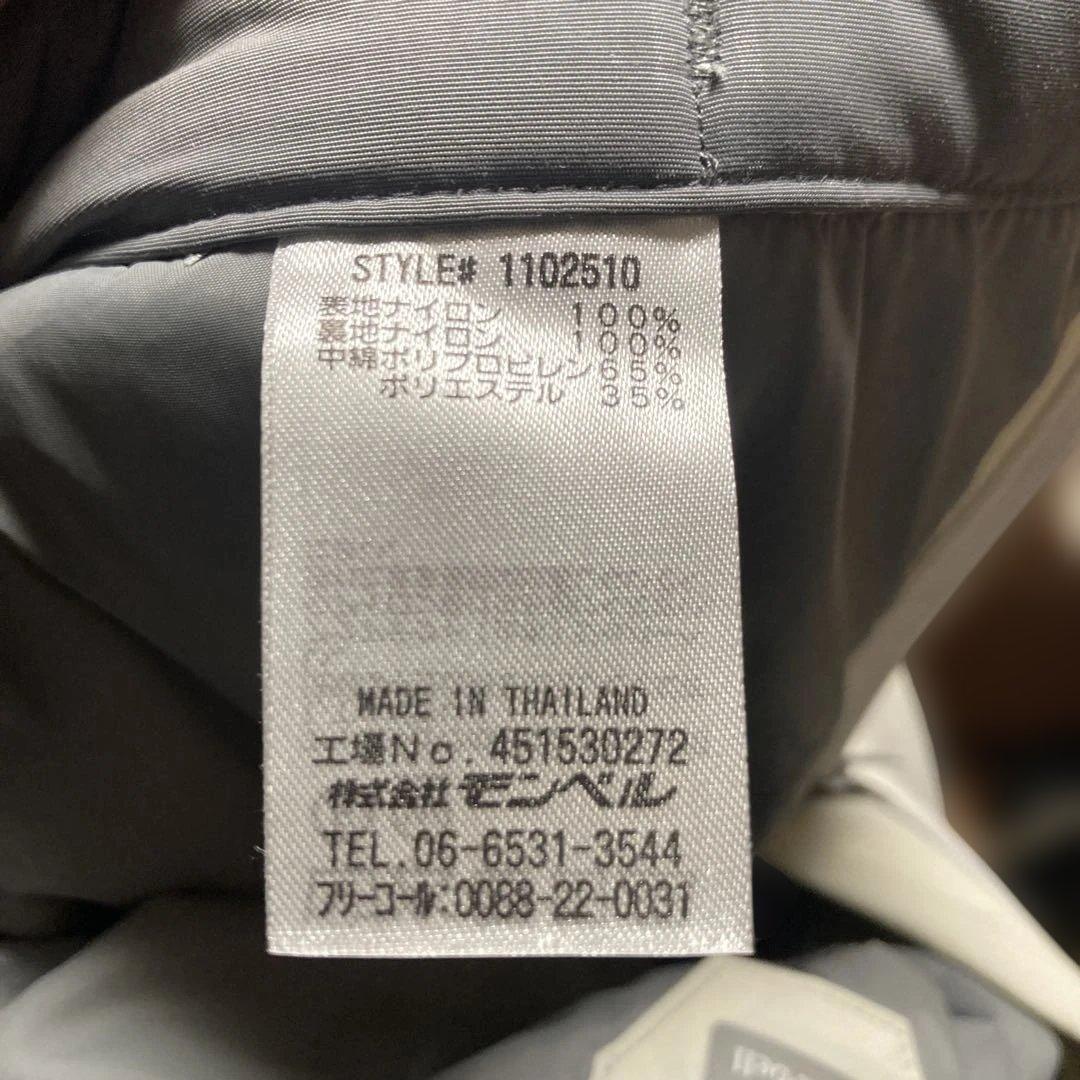 STYLE# 1102510
表地ナイロン 100%
裏地ナイロン 100%
中綿ポリプロピレン65%
ポリエステル 35%
MADE IN THAILAND
工場No. 451530272
株式会社モンベル
TEL.06-6531-3544
フリーコール:0088-22-0031